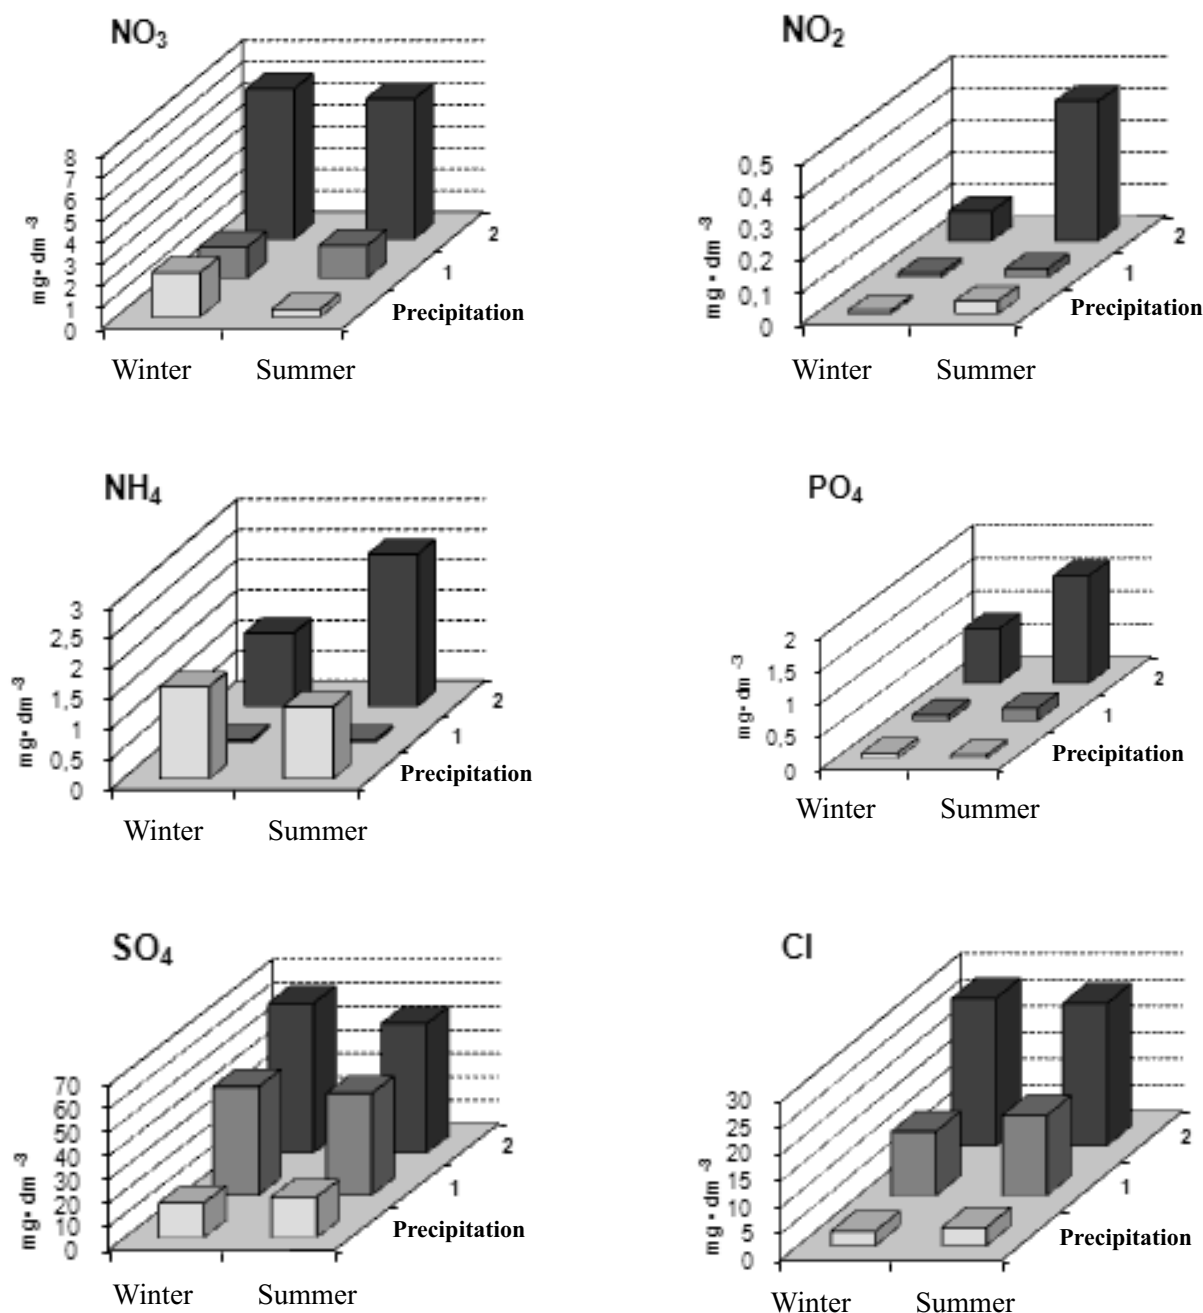 NO₃
8
7
6
5
4
3
2
1
0
mg• dm⁻³
2
1
Precipitation
Winter Summer
NO₂
0,5
0,4
0,3
0,2
0,1
0
mg• dm⁻³
2
1
Precipitation
Winter Summer
NH₄
3
2,5
2
1,5
1
0,5
0
mg• dm⁻³
2
1
Precipitation
Winter Summer
PO₄
2
1,5
1
0,5
0
mg• dm⁻³
2
1
Precipitation
Winter Summer
SO₄
70
60
50
40
30
20
10
0
mg• dm⁻³
2
1
Precipitation
Winter Summer
Cl
30
25
20
15
10
5
0
mg• dm⁻³
2
1
Precipitation
Winter Summer